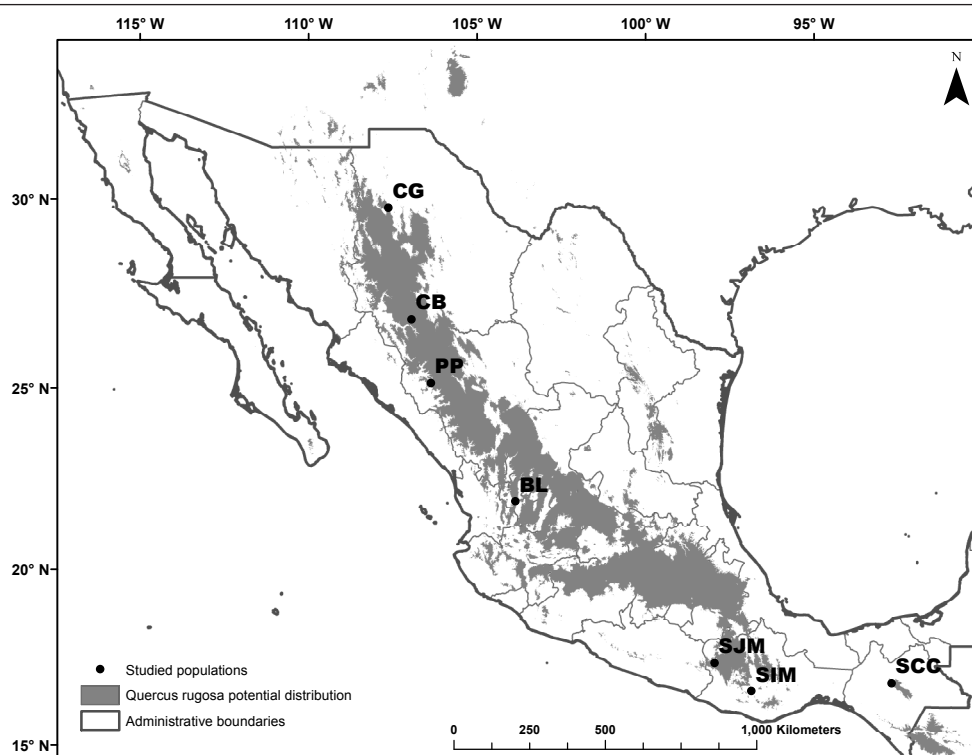 115° W 110° W 105° W 100° W 95° W
N
30° N
CG
CB
25° N
PP
BL
20° N
SJM
SIM
SCC
Studied populations
Quercus rugosa potential distribution
Administrative boundaries
0 250 500 1,000 Kilometers
15° N